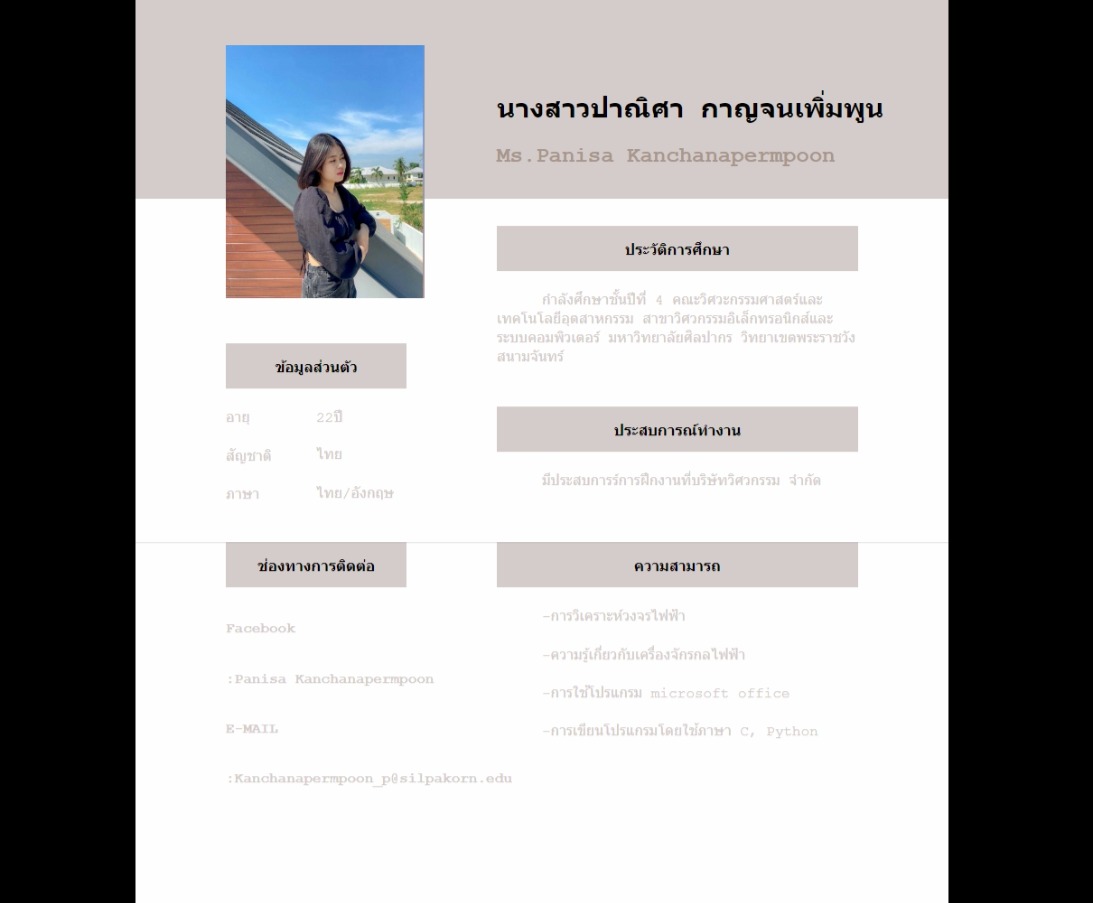 นางสาวปาณิศา กาญจนเพิ่มพูน
Ms.Panisa Kanchanapermpoon
ข้อมูลส่วนตัว
อายุ 22ปี
สัญชาติ ไทย
ภาษา ไทย/อังกฤษ
ช่องทางการติดต่อ
Facebook
:Panisa Kanchanapermpoon
E-MAIL
:Kanchanapermpoon_p@silpakorn.edu
ประวัติการศึกษา
กำลังศึกษาชั้นปีที่ 4 คณะวิศวะกรรมศาสตร์และ
เทคโนโลยีอุตสาหกรรม สาขาวิศวกรรมอิเล็กทรอนิกส์และ
ระบบคอมพิวเตอร์ มหาวิทยาลัยศิลปากร วิทยาเขตพระราชวัง
สนามจันทร์
ประสบการณ์ทำงาน
มีประสบการร์การฝึกงานที่บริษัทวิศวกรรม จำกัด
ความสามารถ
-การวิเคราะห์วงจรไฟฟ้า
-ความรู้เกี่ยวกับเครื่องจักรกลไฟฟ้า
-การใช้โปรแกรม microsoft office
-การเขียนโปรแกรมโดยใช้ภาษา C, Python